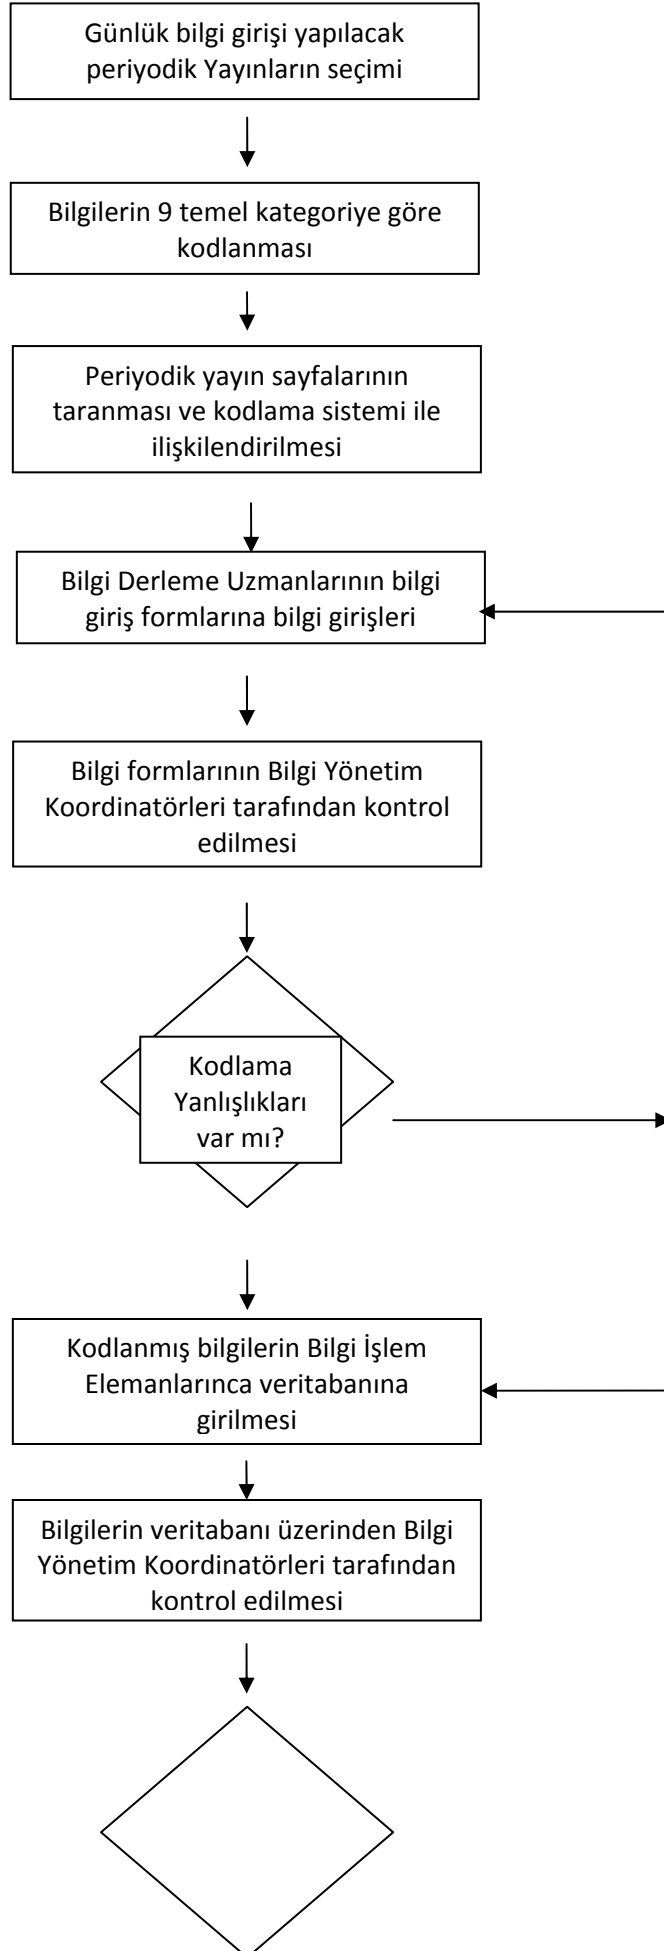 Günlük bilgi girişi yapılacak
periyodik Yayınların seçimi
Bilgilerin 9 temel kategoriye göre
kodlanması
Periyodik yayın sayfalarının
taranması ve kodlama sistemi ile
ilişkilendirilmesi
Bilgi Derleme Uzmanlarının bilgi
giriş formlarına bilgi girişleri
Bilgi formlarının Bilgi Yönetim
Koordinatörleri tarafından kontrol
edilmesi
Kodlama
Yanlışlıkları
var mı?
Kodlanmış bilgilerin Bilgi İşlem
Elemanlarınca veritabanına
girilmesi
Bilgilerin veritabanı üzerinden Bilgi
Yönetim Koordinatörleri tarafından
kontrol edilmesi